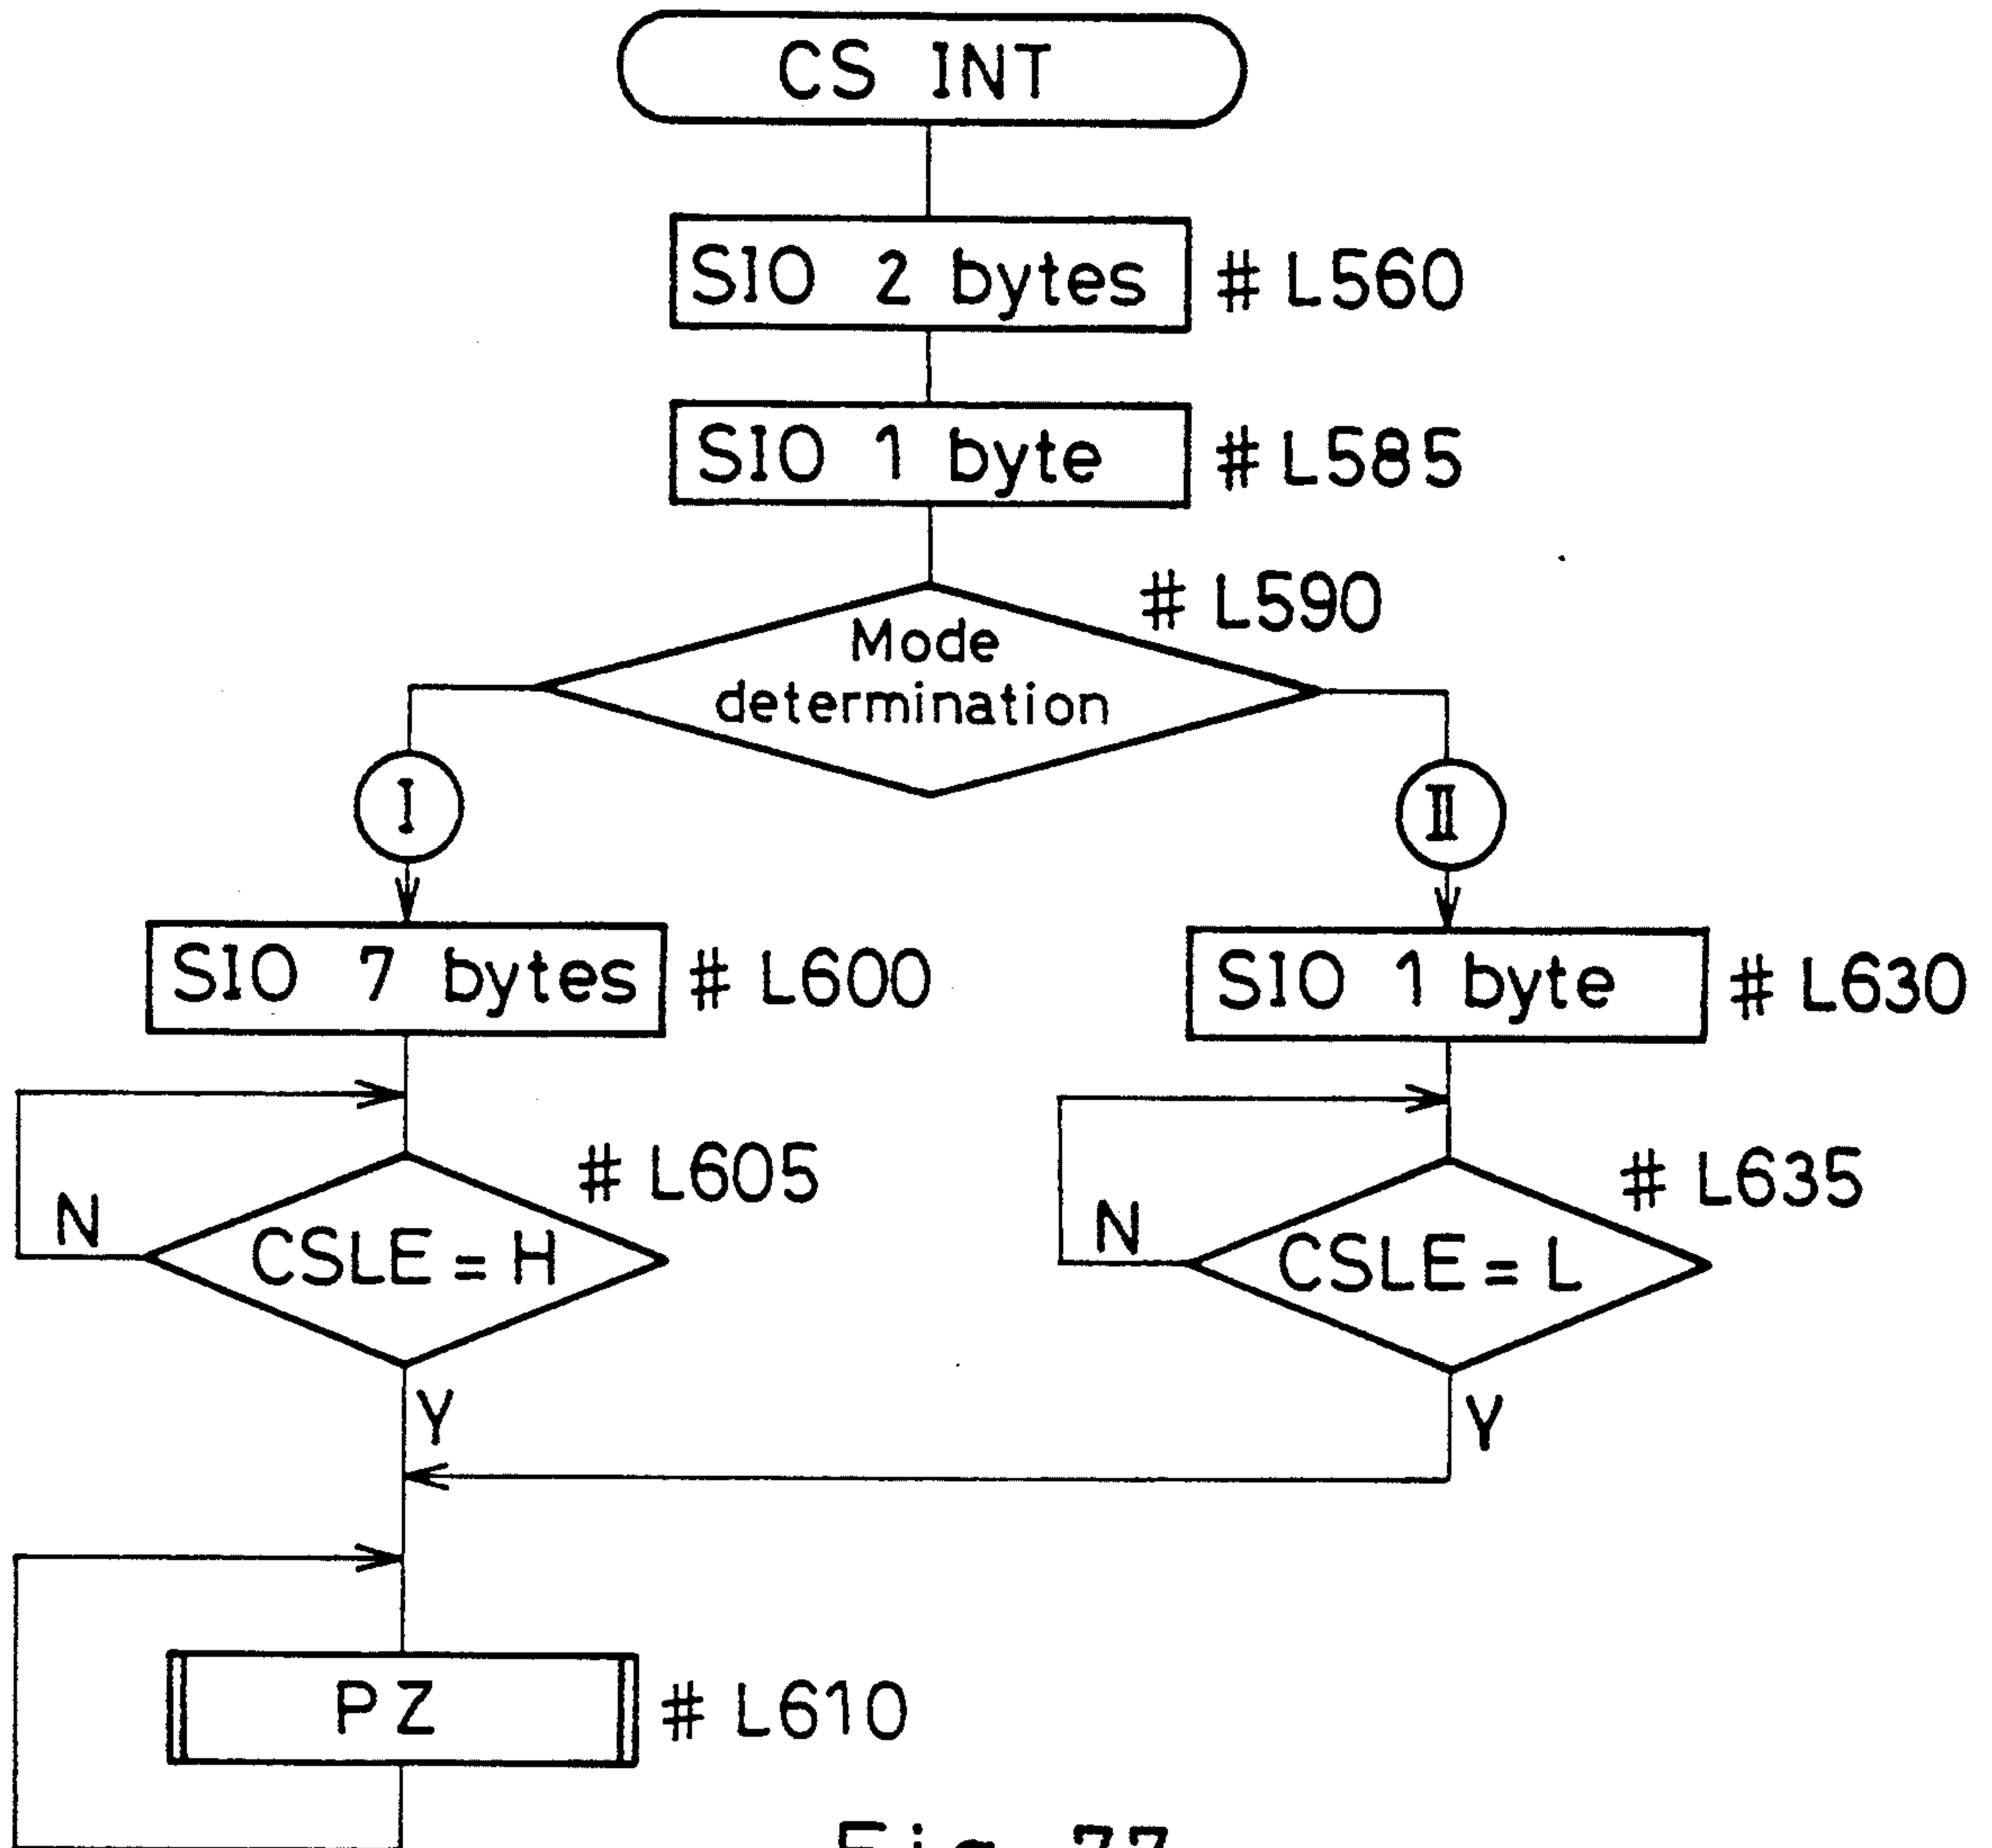 CS INT
SIO 2 bytes # L560
SIO 1 byte # L585
# L590
Mode
determination
I
II
SIO 7 bytes # L600
SIO 1 byte # L630
# L605
# L635
N
CSLE = H
N
CSLE = L
Y
Y
PZ # L610